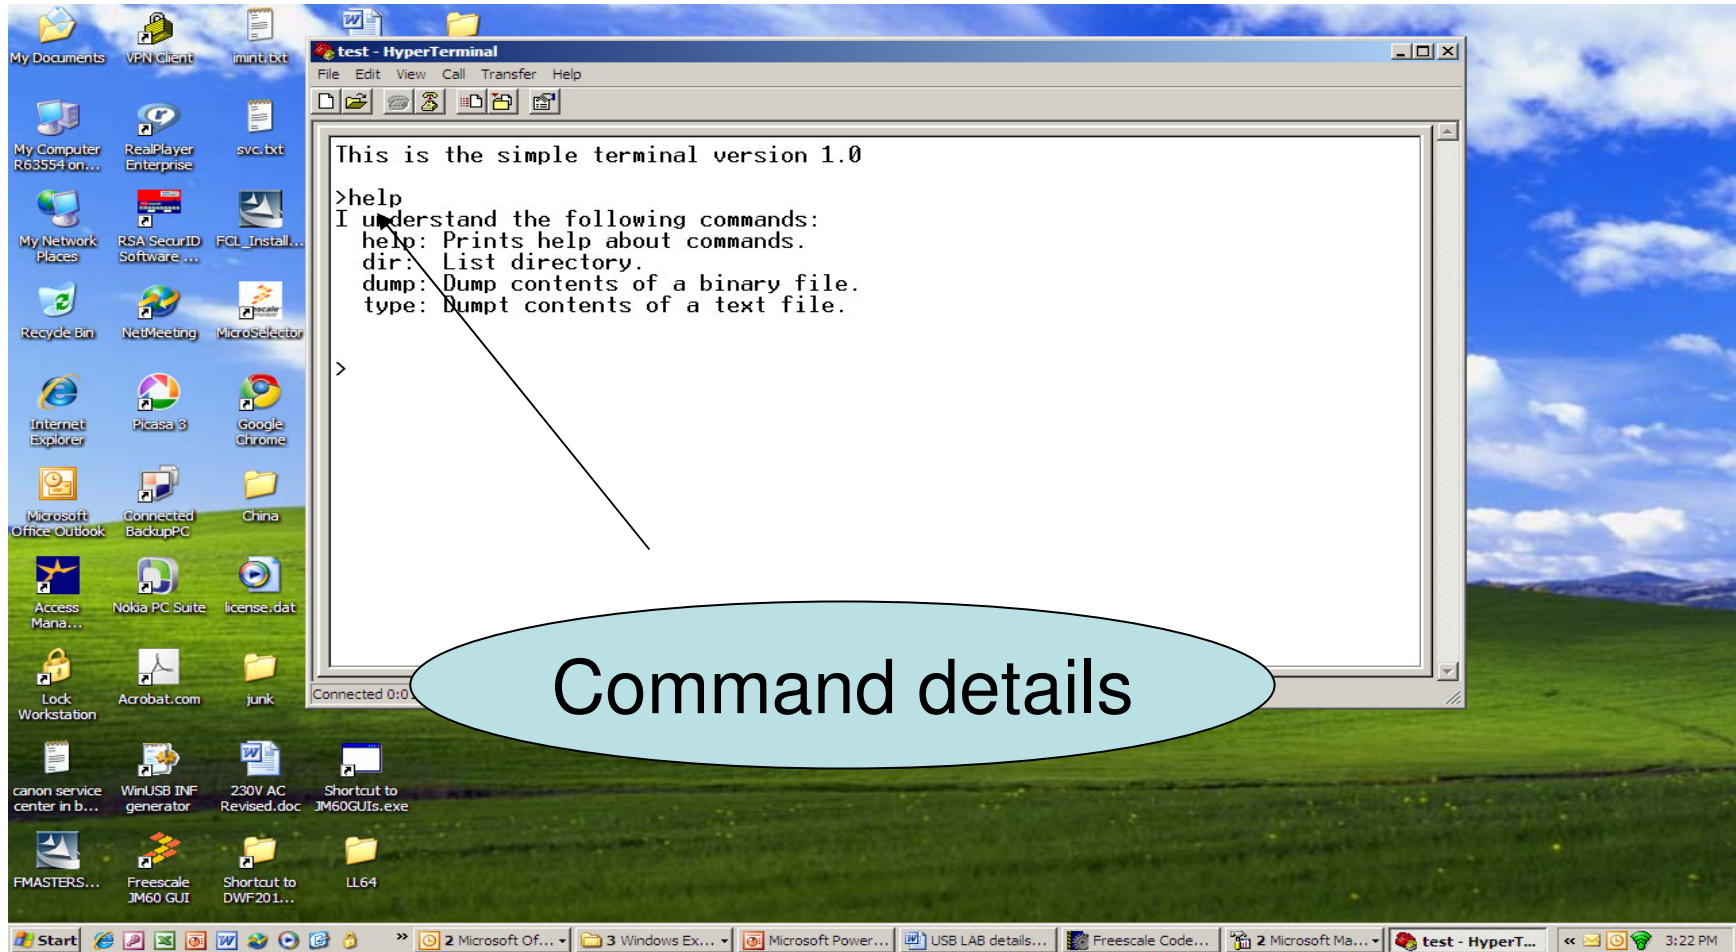 My Documents
VPN Client
imint.txt
My Computer
R63554 on...
RealPlayer
Enterprise
svc.txt
My Network
Places
RSA SecurID
Software ...
FCL_Install...
Recycle Bin
NetMeeting
MicroSelector
Internet
Explorer
Picasa 3
Google
Chrome
Microsoft
Office Outlook
Connected
BackupPC
China
Access
Mana...
Nokia PC Suite
license.dat
Lock
Workstation
Acrobat.com
junk
canon service
center in b...
WinUSB INF
generator
230V AC
Revised.doc
Shortcut to
JM60GUIs.exe
FMASTERS...
Freescale
JM60 GUI
Shortcut to
DWF201...
LL64
test - HyperTerminal
File Edit View Call Transfer Help
This is the simple terminal version 1.0
>help
I understand the following commands:
help: Prints help about commands.
dir: List directory.
dump: Dump contents of a binary file.
type: Dumpt contents of a text file.
>
Connected 0:0
Command details
Start
2 Microsoft Of...
3 Windows Ex...
Microsoft Power...
USB LAB details...
Freescale Code...
2 Microsoft Ma...
test - HyperT...
3:22 PM